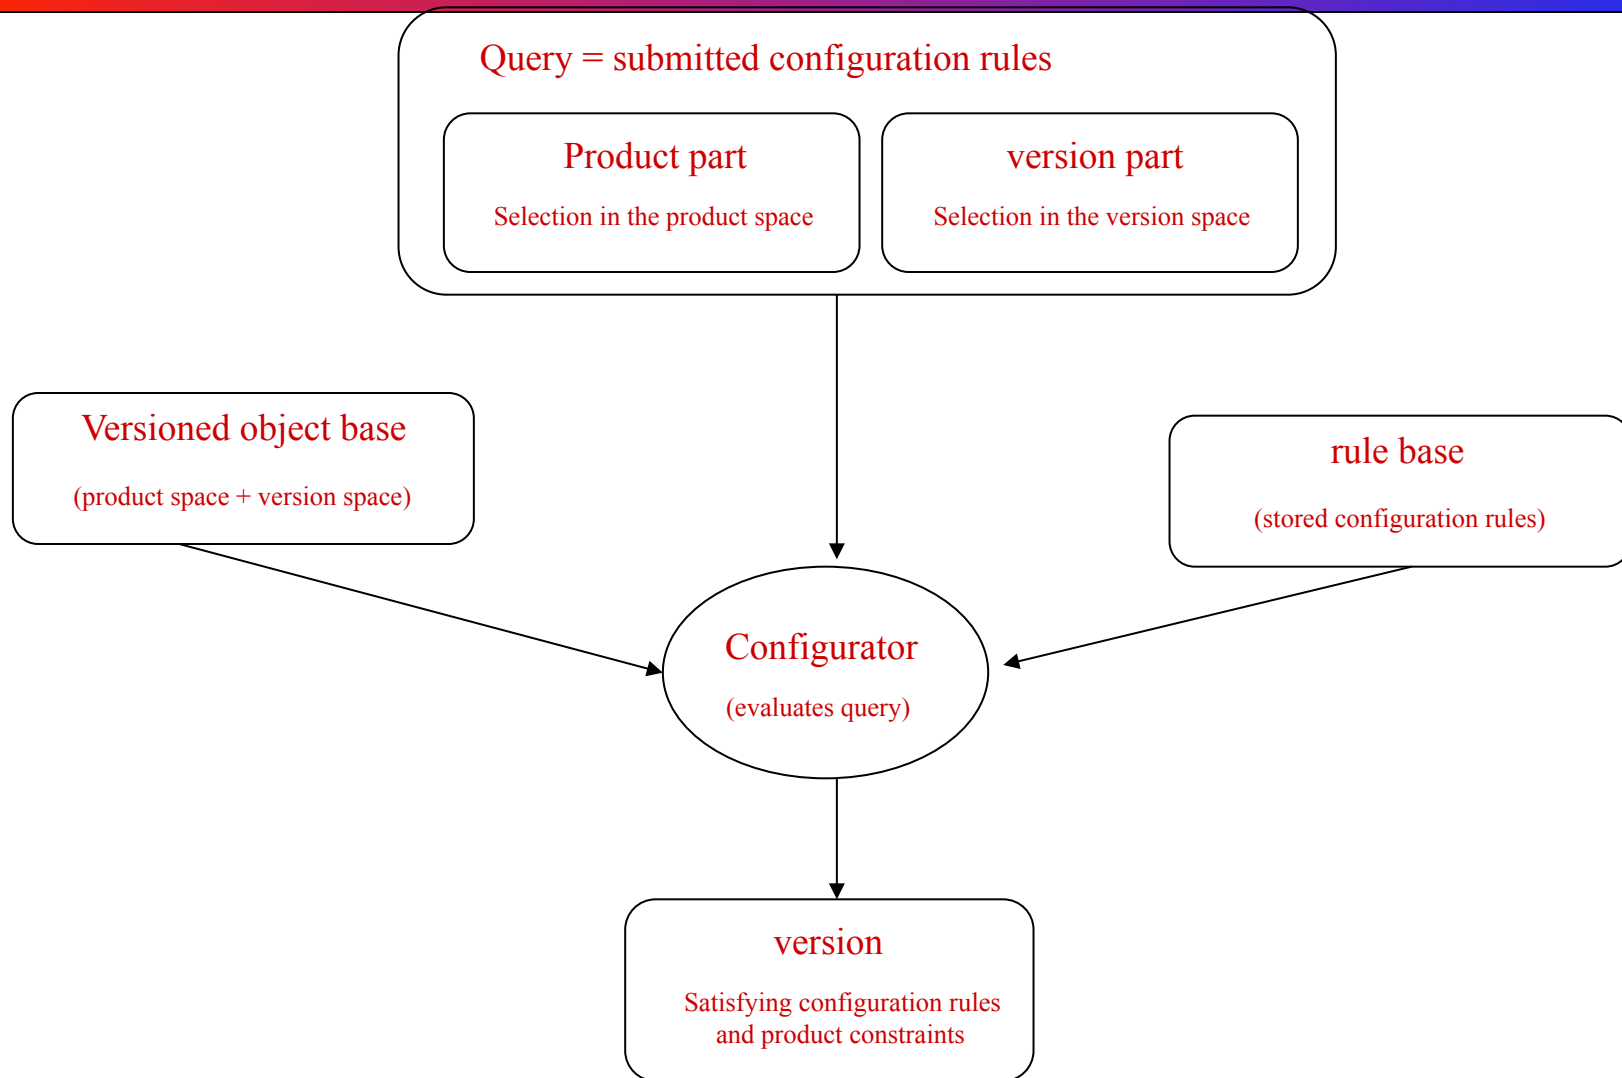 Query = submitted configuration rules
Product part
Selection in the product space
version part
Selection in the version space
Versioned object base
(product space + version space)
rule base
(stored configuration rules)
Configurator
(evaluates query)
version
Satisfying configuration rules
and product constraints